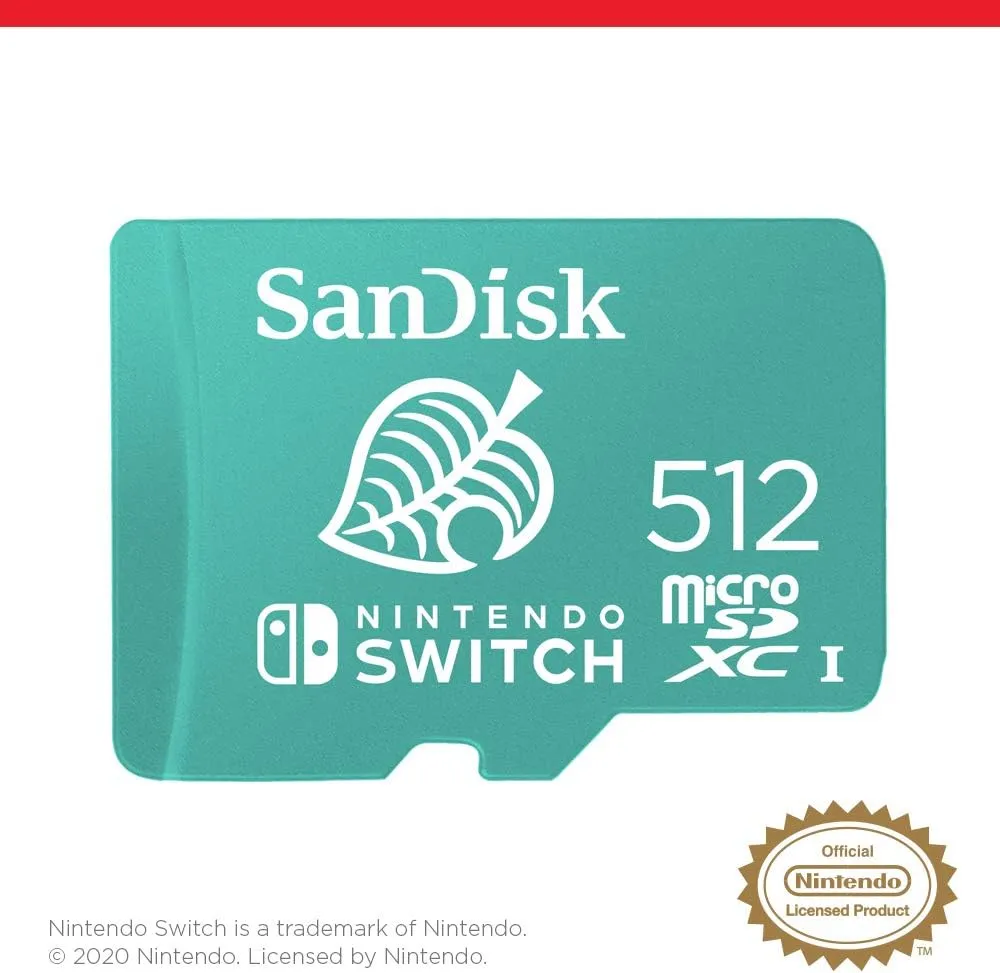 SanDisk
512
NINTENDO
SWITCH
micro
SD
XC I
Official
Nintendo
Licensed Product
TM
Nintendo Switch is a trademark of Nintendo.
© 2020 Nintendo. Licensed by Nintendo.